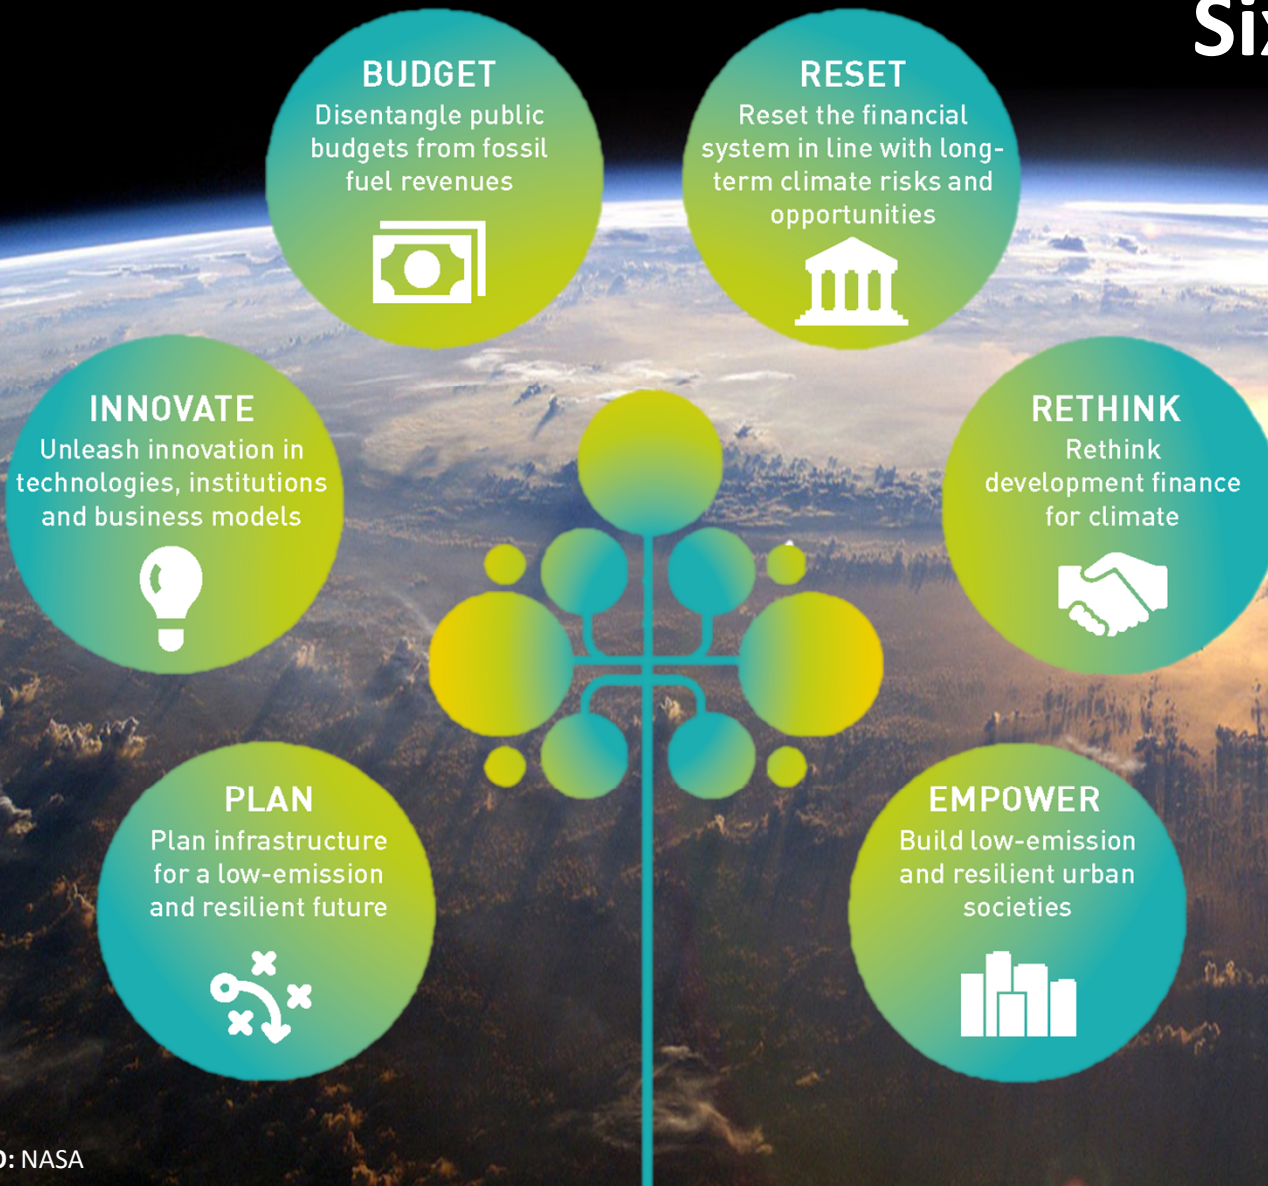 BUDGET
Disentangle public
budgets from fossil
fuel revenues
RESET
Reset the financial
system in line with long-
term climate risks and
opportunities
INNOVATE
Unleash innovation in
technologies, institutions
and business models
RETHINK
Rethink
development finance
for climate
PLAN
Plan infrastructure
for a low-emission
and resilient future
EMPOWER
Build low-emission
and resilient urban
societies
NASA